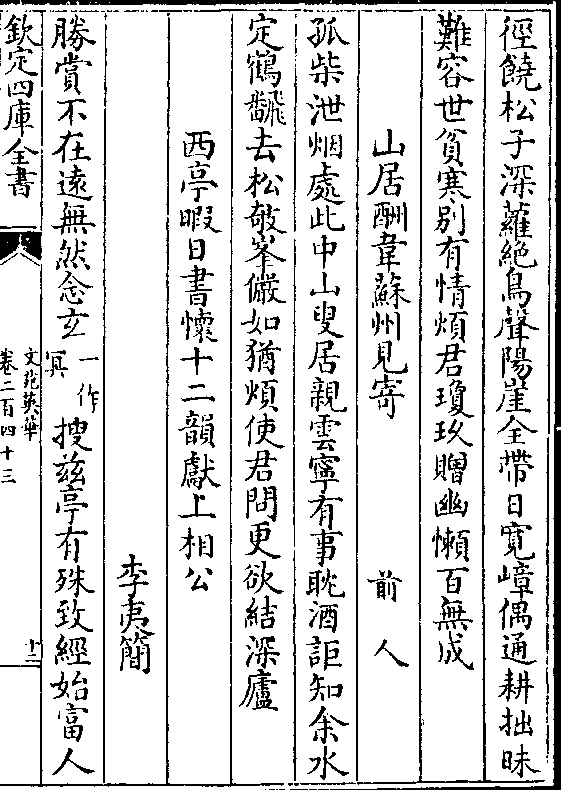 徑饒松子深蘿絶鳥聲陽崖全帶日寛嶂偶通耕拙昧
難容世貧寒别有情煩君瓊玖贈幽懶百無成
山居酬韋蘇州見寄 前人
孤柴泄烟處此中山叟居親雲寧有事耽酒詎知余水
定鶴飜去松欹峯儼如猶煩使君問更欲結深廬
西亭暇日書懷十二韻獻上相公
李夷簡
勝賞不在遠無然念玄一作冥搜兹亭有殊致經始富人
欽定四庫全書
文苑英華
卷二百四十三
十二